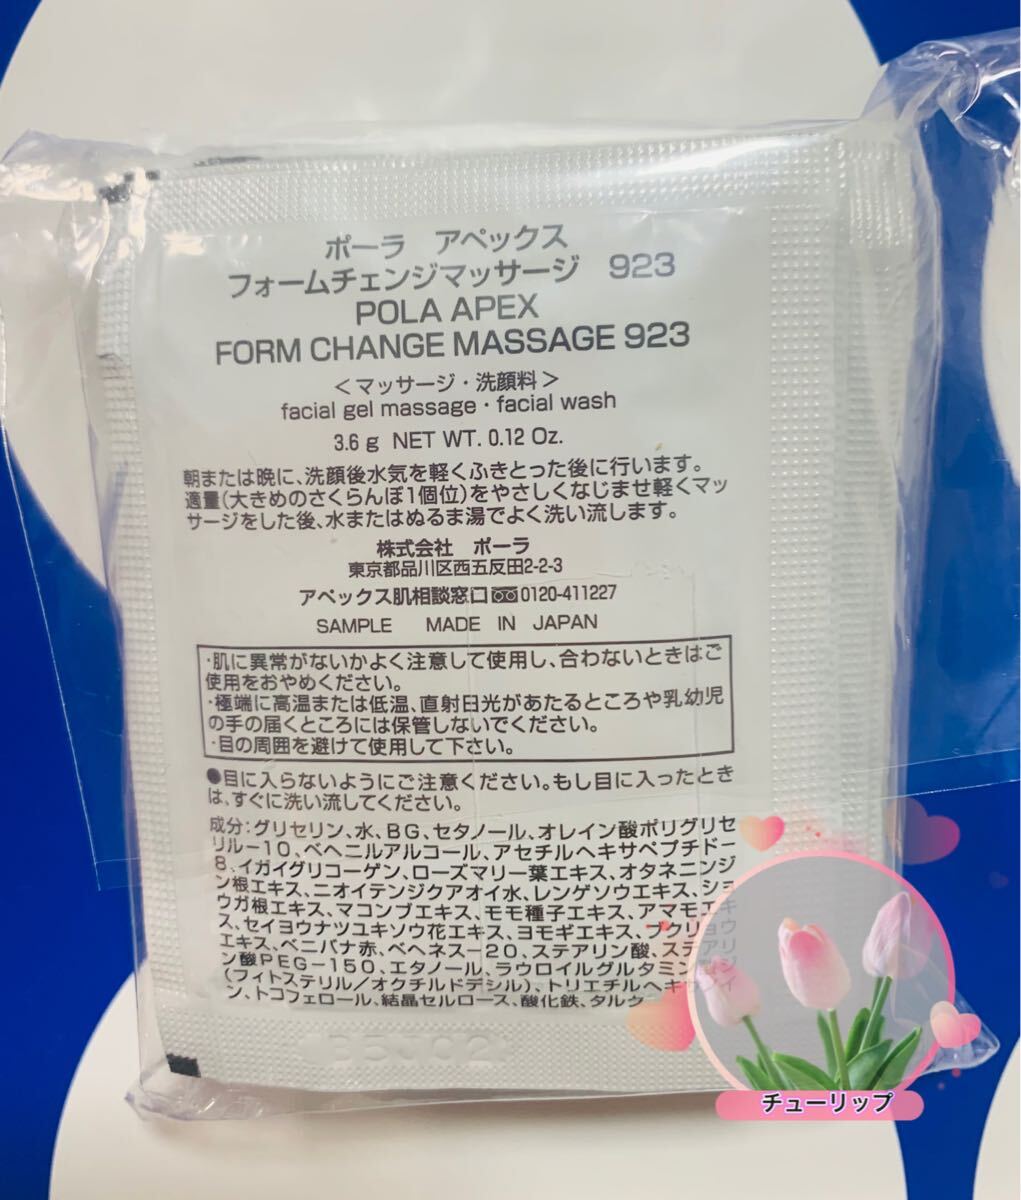 ポーラ アペックス
フォームチェンジマッサージ 923
POLA APEX
FORM CHANGE MASSAGE 923
＜マッサージ・洗顔料＞
facial gel massage・facial wash
3.6 g NET WT. 0.12 Oz.
朝または晩に、洗顔後水気を軽くふきとった後に行います。
適量(大きめのさくらんぼ1個位)をやさしくなじませ軽くマッ
サージをした後、水またはぬるま湯でよく洗い流します。
株式会社 ポーラ
東京都品川区西五反田2-2-3
アペックス肌相談窓口 0120-411227
SAMPLE MADE IN JAPAN
・肌に異常がないかよく注意して使用し、合わないときはご
使用をおやめください。
・極端に高温または低温、直射日光があたるところや乳幼児
の手の届くところには保管しないでください。
・目の周囲を避けて使用して下さい。
●目に入らないようにご注意ください。もし目に入ったとき
は、すぐに洗い流してください。
成分：グリセリン、水、BG、セタノール、オレイン酸ポリグリセ
リル-10、ベヘニルアルコール、アセチルヘキサペプチド-
8、イガイグリコーゲン、ローズマリー葉エキス、オタネニンジ
ン根エキス、ニオイテンジクアオイ水、レンゲソウエキス、ショ
ウガ根エキス、マコンブエキス、モモ種子エキス、アマモエキ
ス、セイヨウナツユキソウ花エキス、ヨモギエキス、ブクリョウ
エキス、ベニバナ赤、ベヘネス-20、ステアリン酸、ステアリ
ン酸PEG-150、エタノール、ラウロイルグルタミン酸ジ
(フィトステリル/オクチルドデシル)、トリエチルヘキサノイ
ン、トコフェロール、結晶セルロース、酸化鉄、タルク
チューリップ